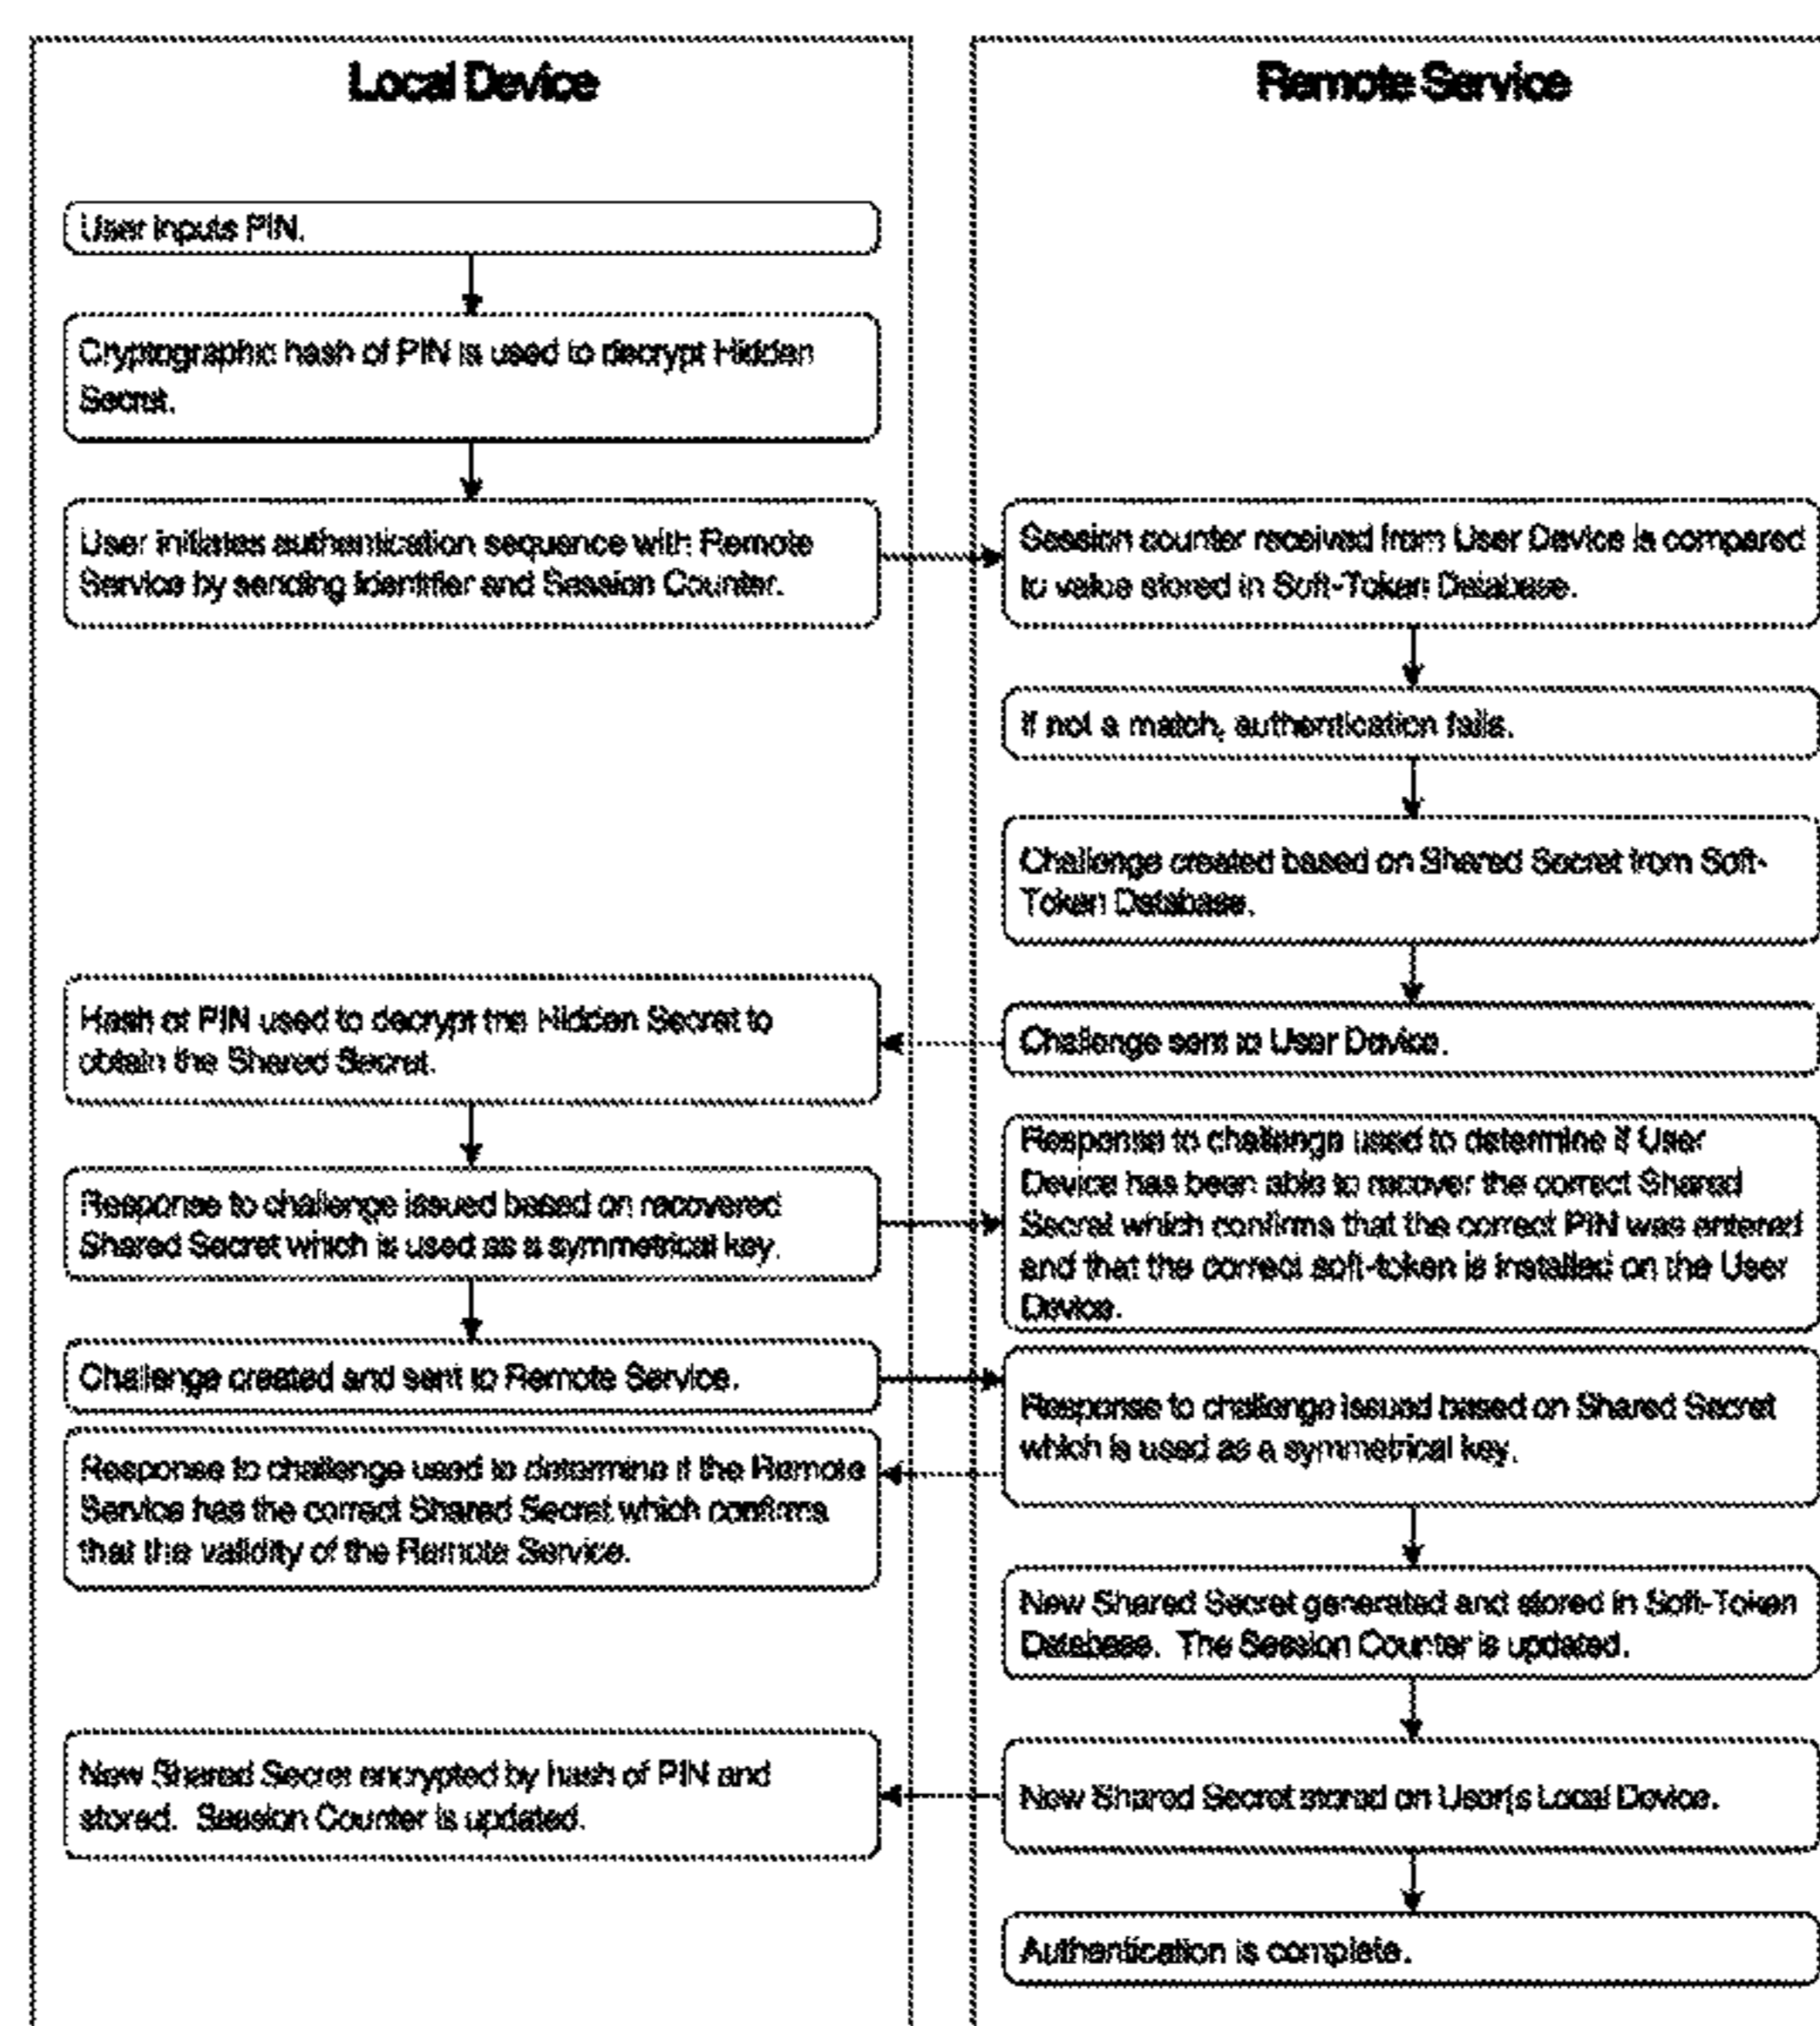 Local Device
User inputs PIN.
Cryptographic hash of PIN is used to decrypt Hidden
Secret.
User initiates authentication sequence with Remote
Service by sending Identifier and Session Counter.
Hash of PIN used to decrypt the Hidden Secret to
obtain the Shared Secret.
Response to challenge issued based on recovered
Shared Secret which is used as a symmetrical key.
Challenge created and sent to Remote Service.
Response to challenge used to determine if the Remote
Service has the correct Shared Secret which confirms
that the validity of the Remote Service.
New Shared Secret encrypted by hash of PIN and
stored. Session Counter is updated.
Remote Service
Session counter received from User Device is compared
to value stored in Soft-Token Database.
If not a match, authentication fails.
Challenge created based on Shared Secret from Soft-
Token Database.
Challenge sent to User Device.
Response to challenge used to determine if User
Device has been able to recover the correct Shared
Secret which confirms that the correct PIN was entered
and that the correct soft-token is installed on the User
Device.
Response to challenge issued based on Shared Secret
which is used as a symmetrical key.
New Shared Secret generated and stored in Soft-Token
Database. The Session Counter is updated.
New Shared Secret stored on User[s Local Device.
Authentication is complete.